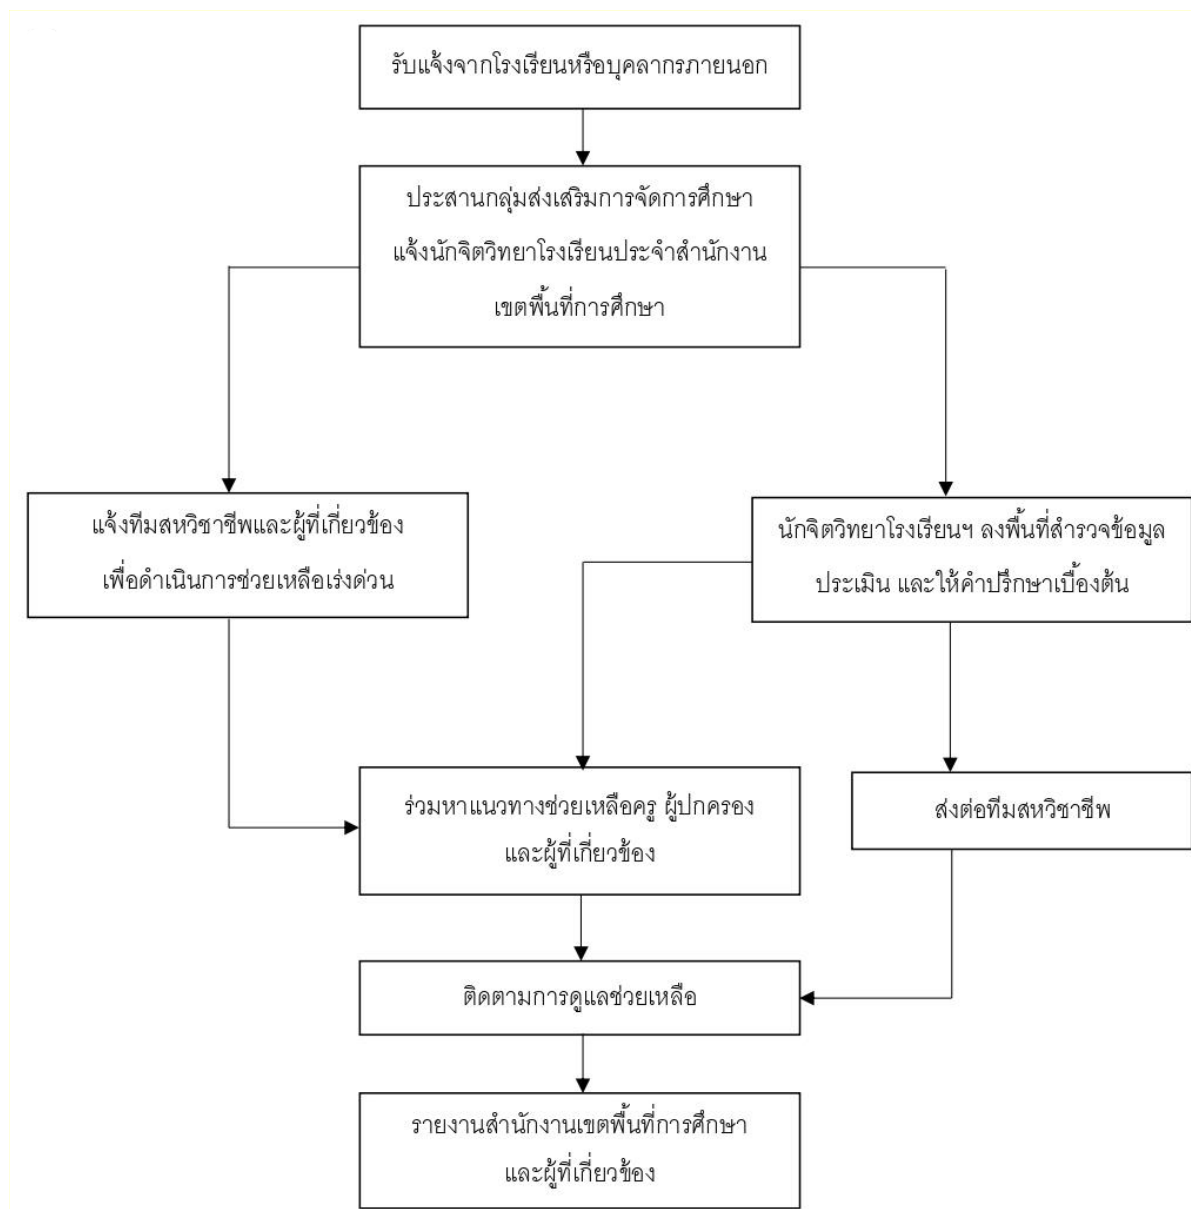 รับแจ้งจากโรงเรียนหรือบุคลากรภายนอก
ประสานกลุ่มส่งเสริมการจัดการศึกษา
แจ้งนักจิตวิทยาโรงเรียนประจำสำนักงาน
เขตพื้นที่การศึกษา
แจ้งทีมสหวิชาชีพและผู้ที่เกี่ยวข้อง
เพื่อดำเนินการช่วยเหลือเร่งด่วน
นักจิตวิทยาโรงเรียนฯ ลงพื้นที่สำรวจข้อมูล
ประเมิน และให้คำปรึกษาเบื้องต้น
ร่วมหาแนวทางช่วยเหลือครู ผู้ปกครอง
และผู้ที่เกี่ยวข้อง
ส่งต่อทีมสหวิชาชีพ
ติดตามการดูแลช่วยเหลือ
รายงานสำนักงานเขตพื้นที่การศึกษา
และผู้ที่เกี่ยวข้อง